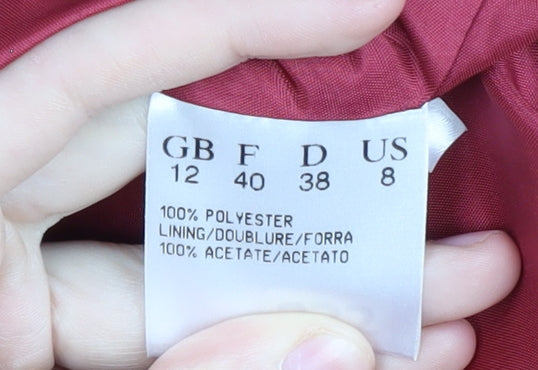 GB F D US
12 40 38 8
100% POLYESTER
LINING/DOUBLURE/FORRA
100% ACETATE/ACETATO